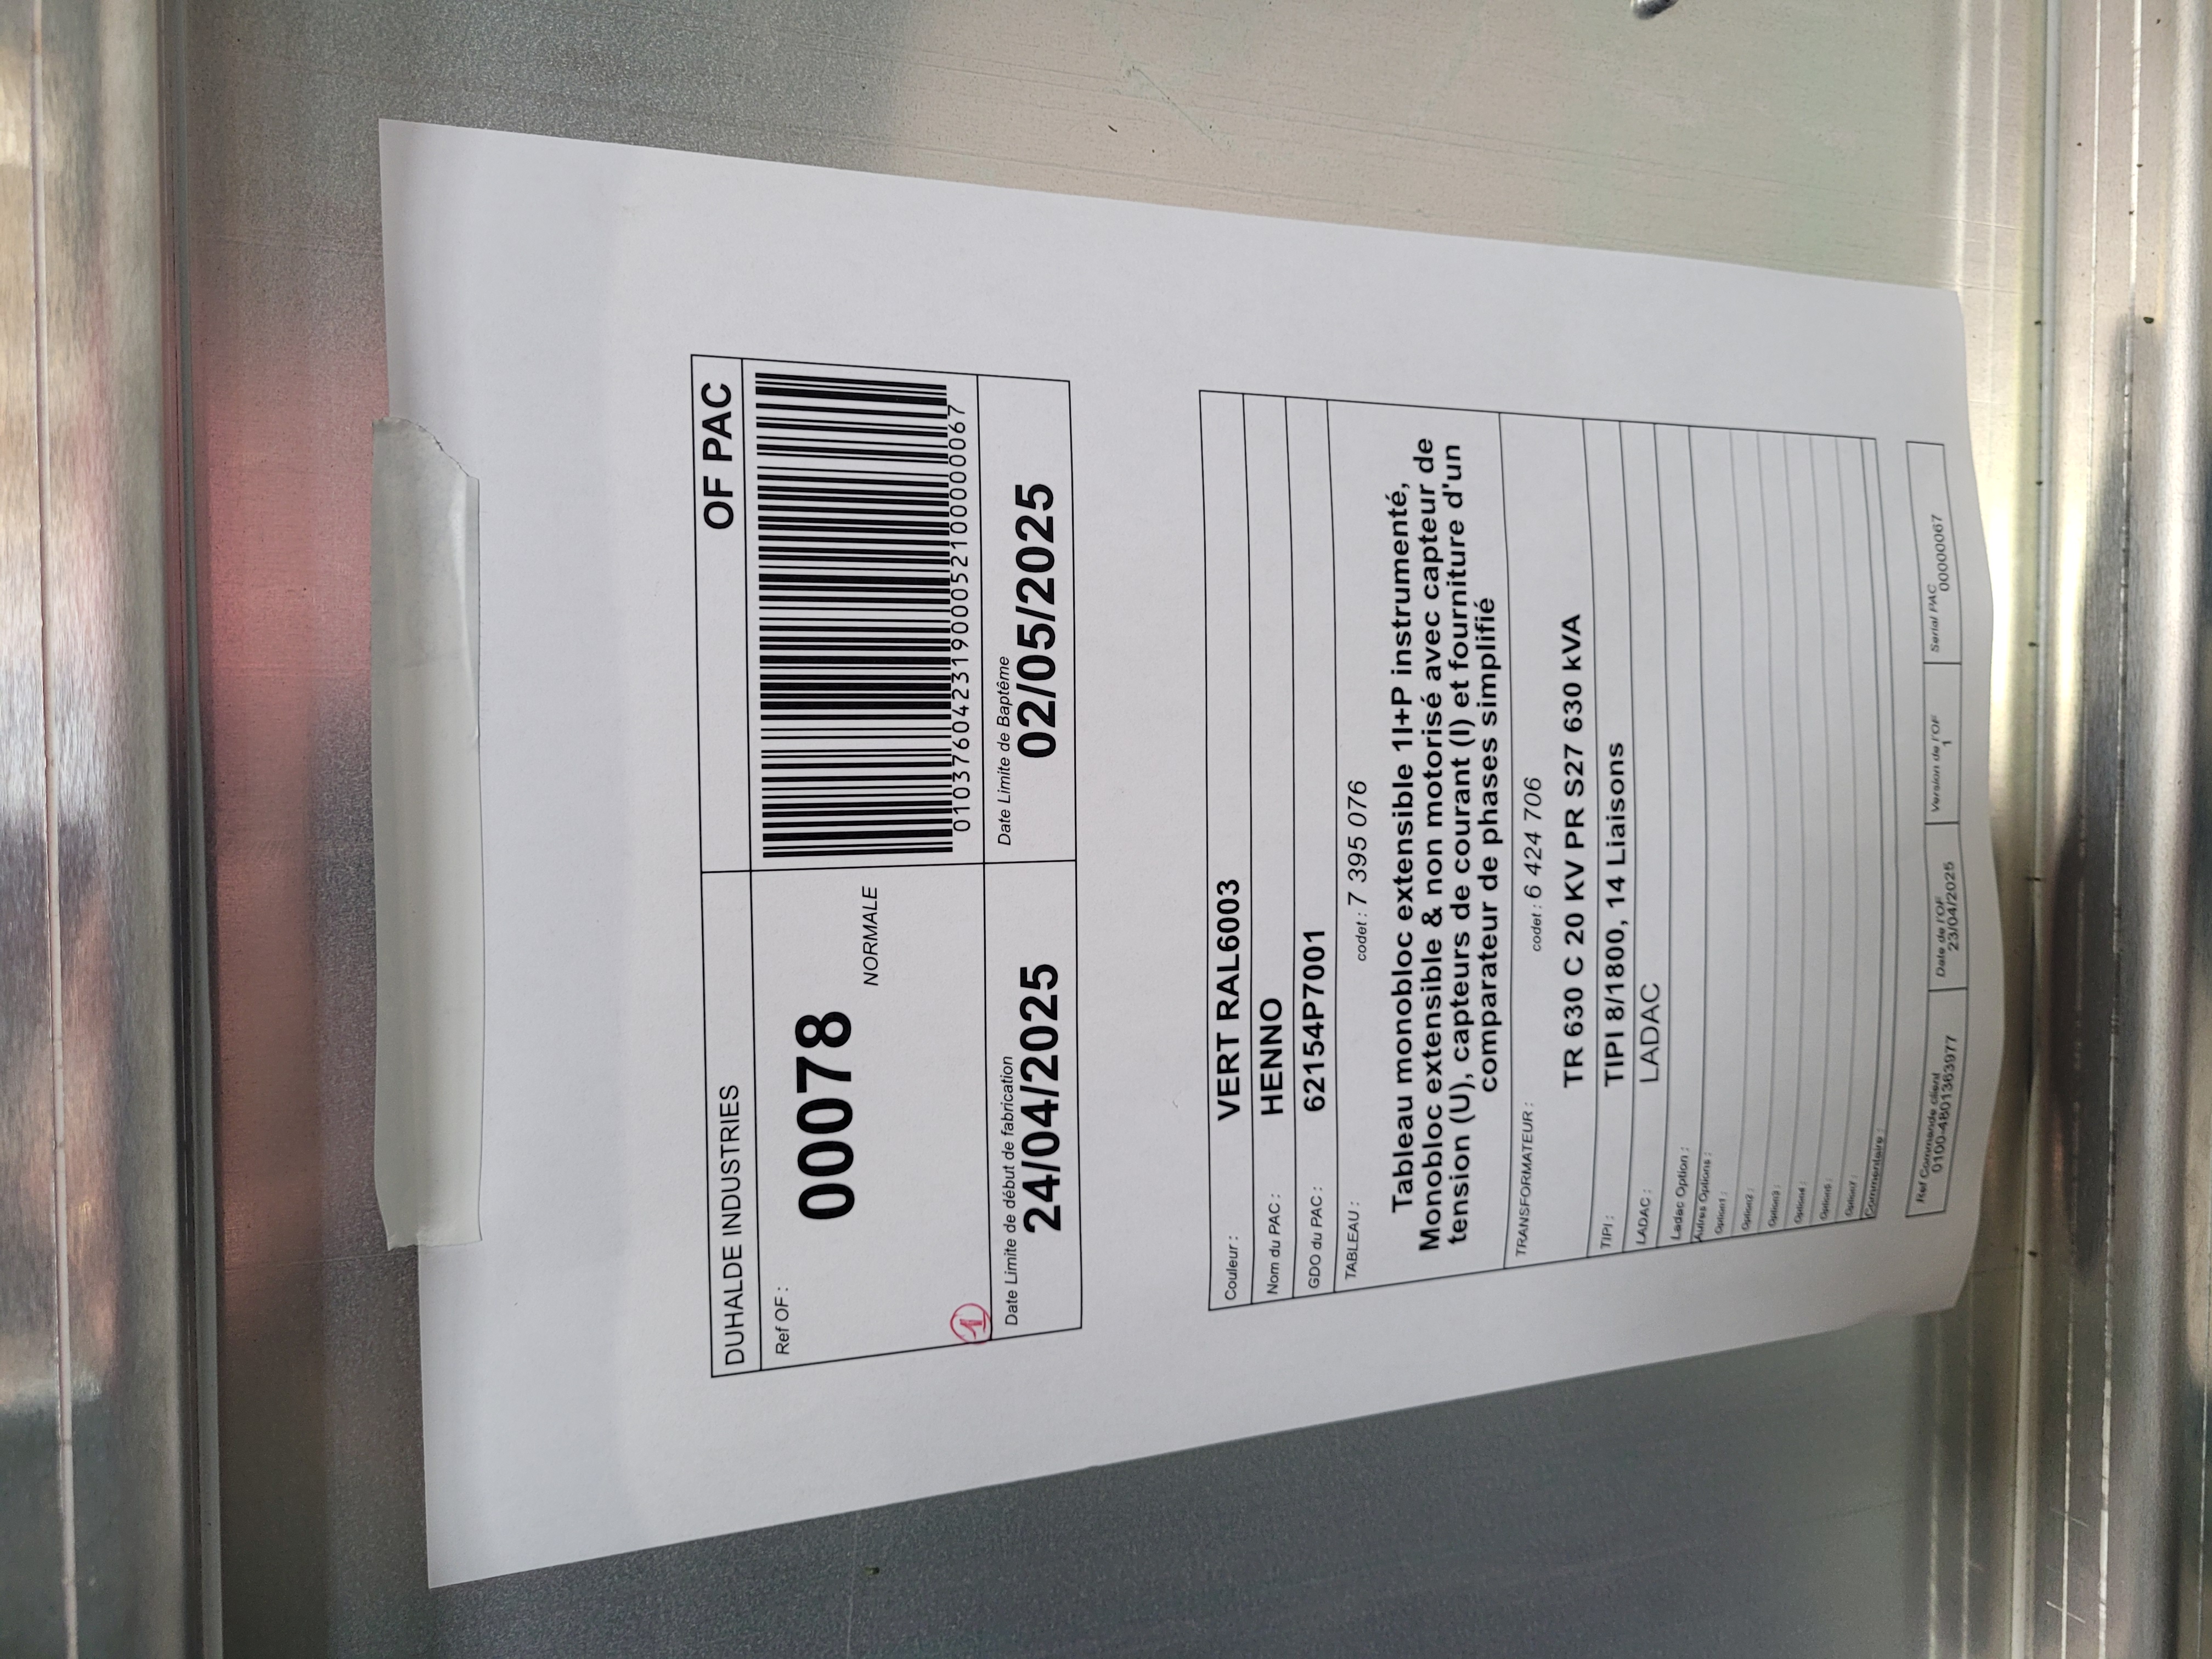 DUHALDE INDUSTRIES
OF PAC
Ref OF :
00078
NORMALE
1
010376042319000521000000​67
Date Limite de début de fabrication
24/04/2025
Date Limite de Baptême
02/05/2025
Couleur : VERT RAL6003
Nom du PAC : HENNO
GDO du PAC : 62154P7001
TABLEAU : codet : 7 395 076
Tableau monobloc extensible 1I+P instrumenté,
Monobloc extensible & non motorisé avec capteur de
tension (U), capteurs de courant (I) et fourniture d'un
comparateur de phases simplifié
TRANSFORMATEUR : codet : 6 424 706
TR 630 C 20 KV PR S27 630 kVA
TIPI : TIPI 8/1800, 14 Liaisons
LADAC : LADAC
Ladac Option :
Autres Options :
Option1 :
Option2 :
Option3 :
Option4 :
Option5 :
Option7 :
Commentaire :
Ref Commande client
0100-4801363977
Date de l'OF
23/04/2025
Version de l'OF
1
Serial PAC
00000067